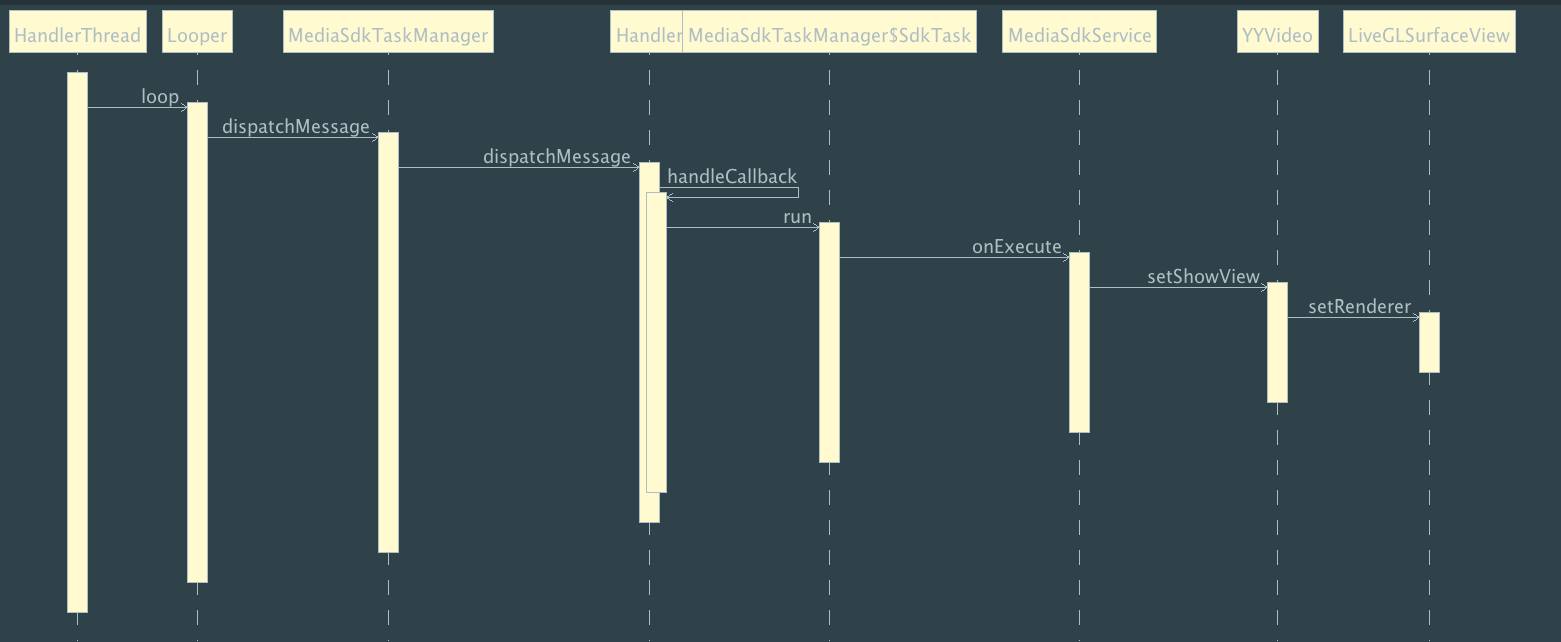 HandlerThread
Looper
MediaSdkTaskManager
Handler
MediaSdkTaskManager$SdkTask
MediaSdkService
YYVideo
LiveGLSurfaceView
loop
dispatchMessage
dispatchMessage
handleCallback
run
onExecute
setShowView
setRenderer